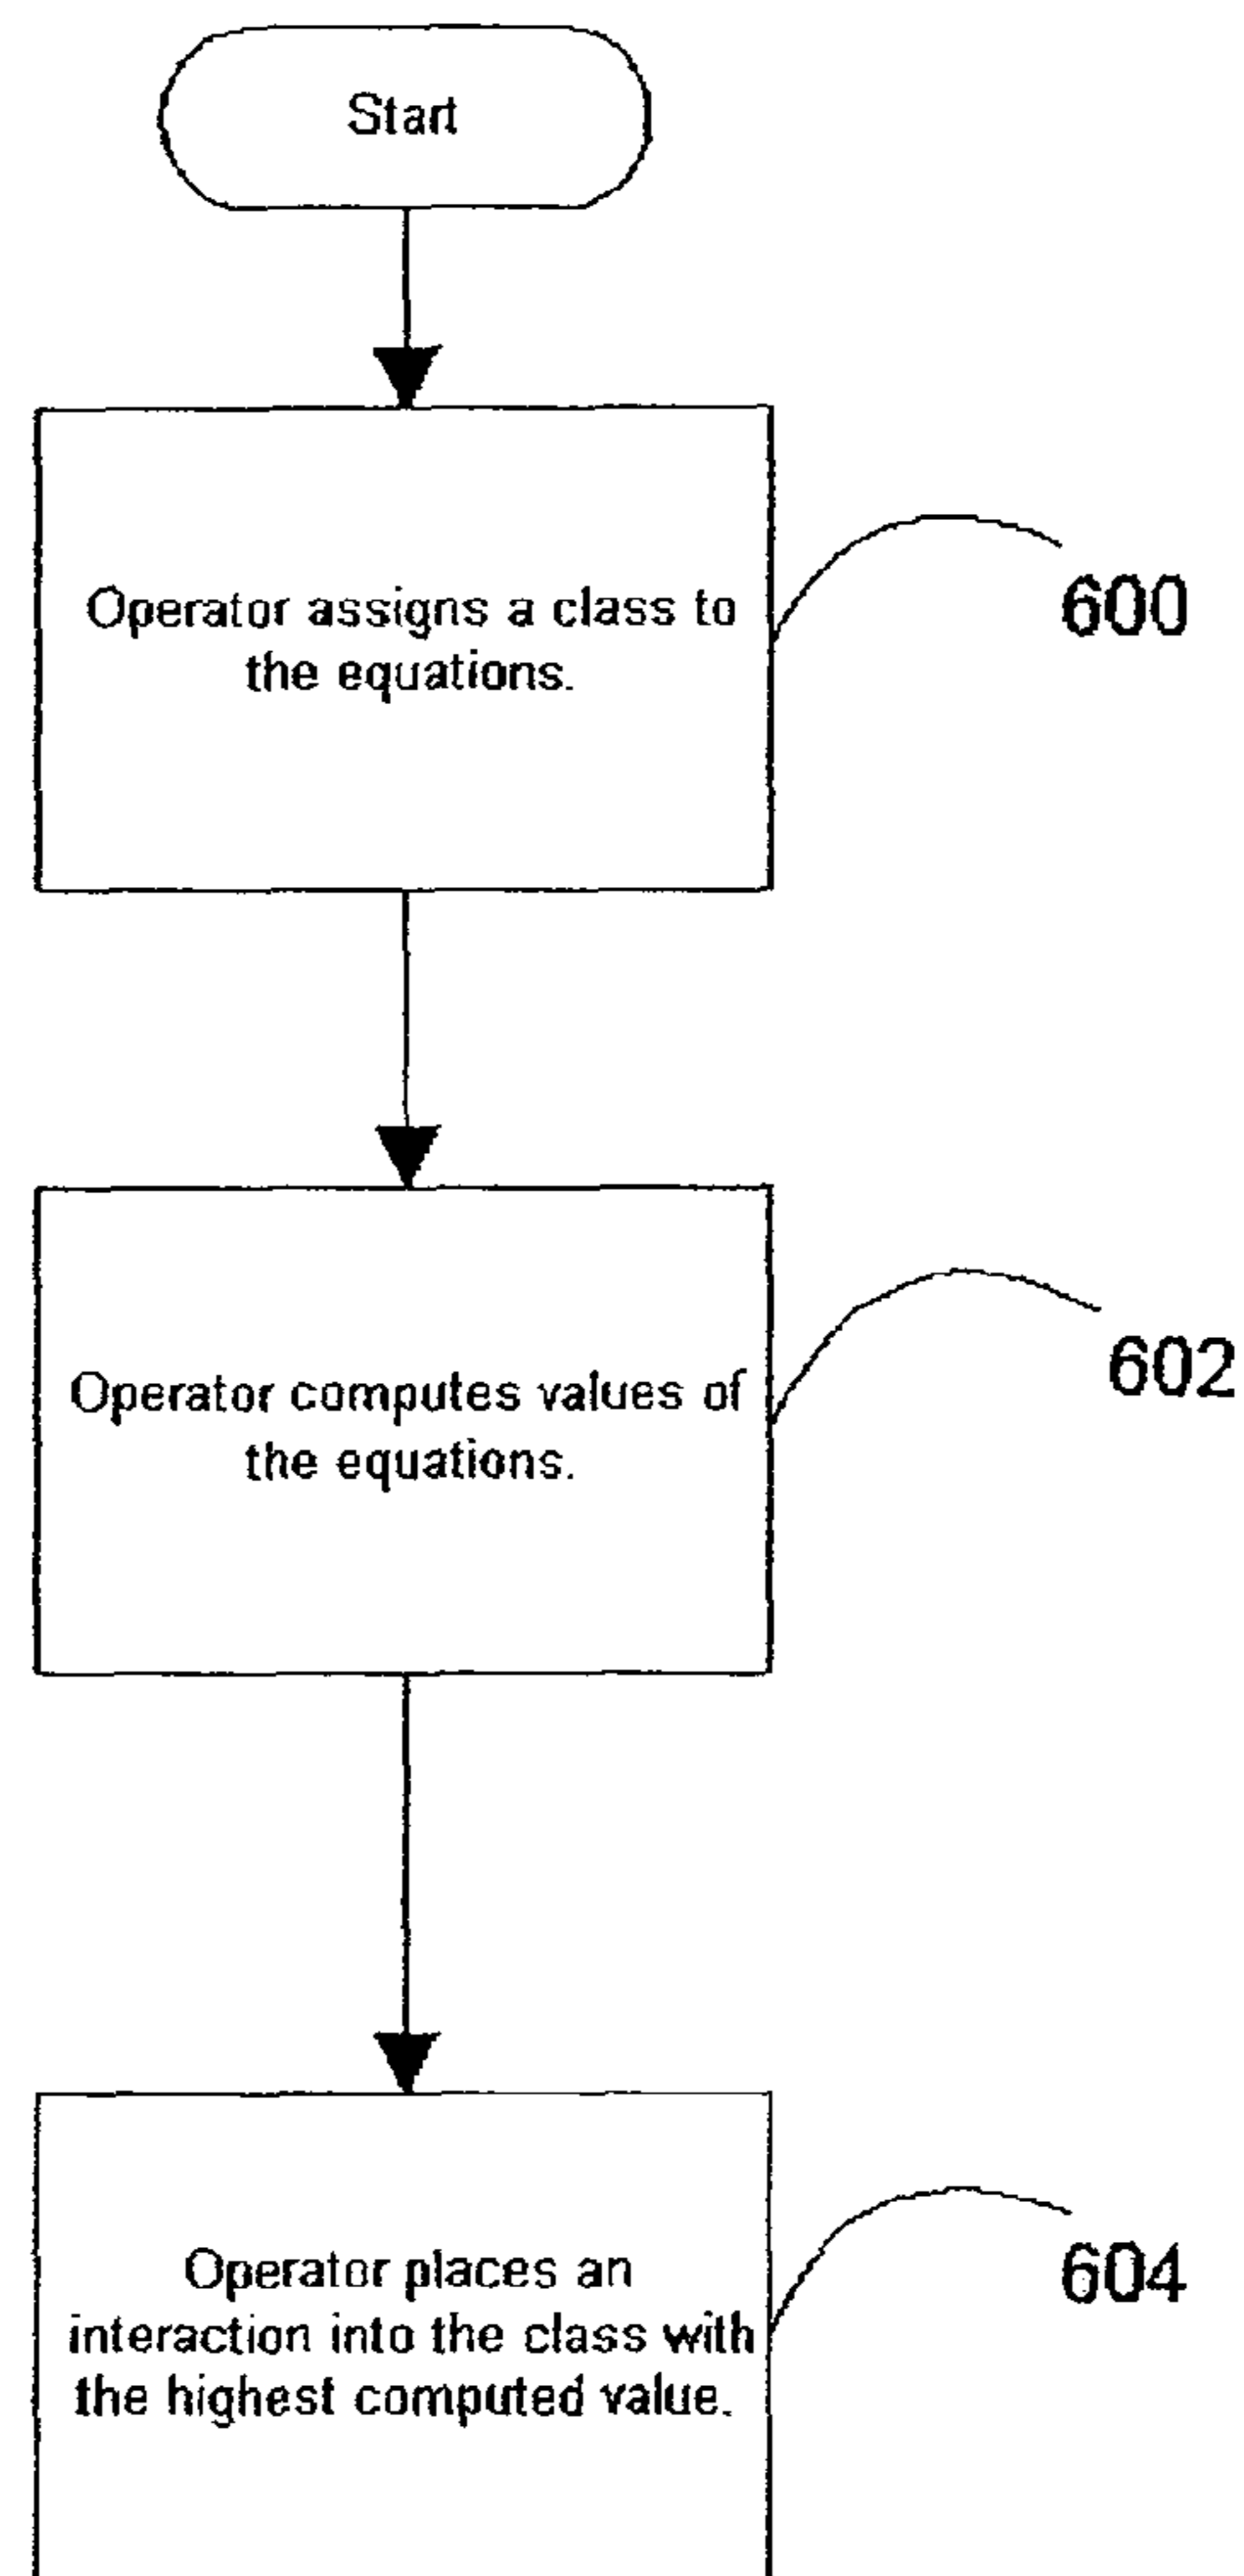 Start
Operator assigns a class to
the equations.
600
Operator computes values of
the equations.
602
Operator places an
interaction into the class with
the highest computed value.
604